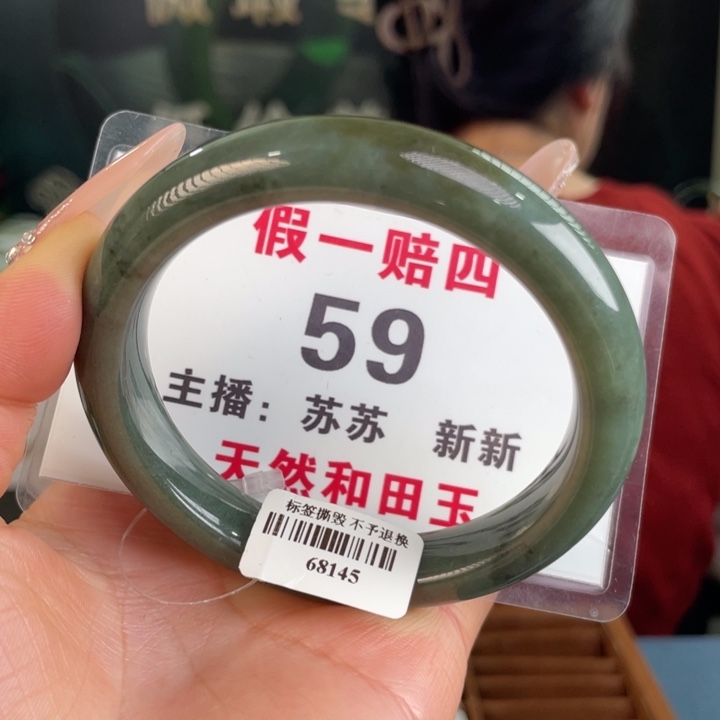 假一赔四
59
主播：苏苏 新新
天然和田玉
标签撕毁 不予退换
68145